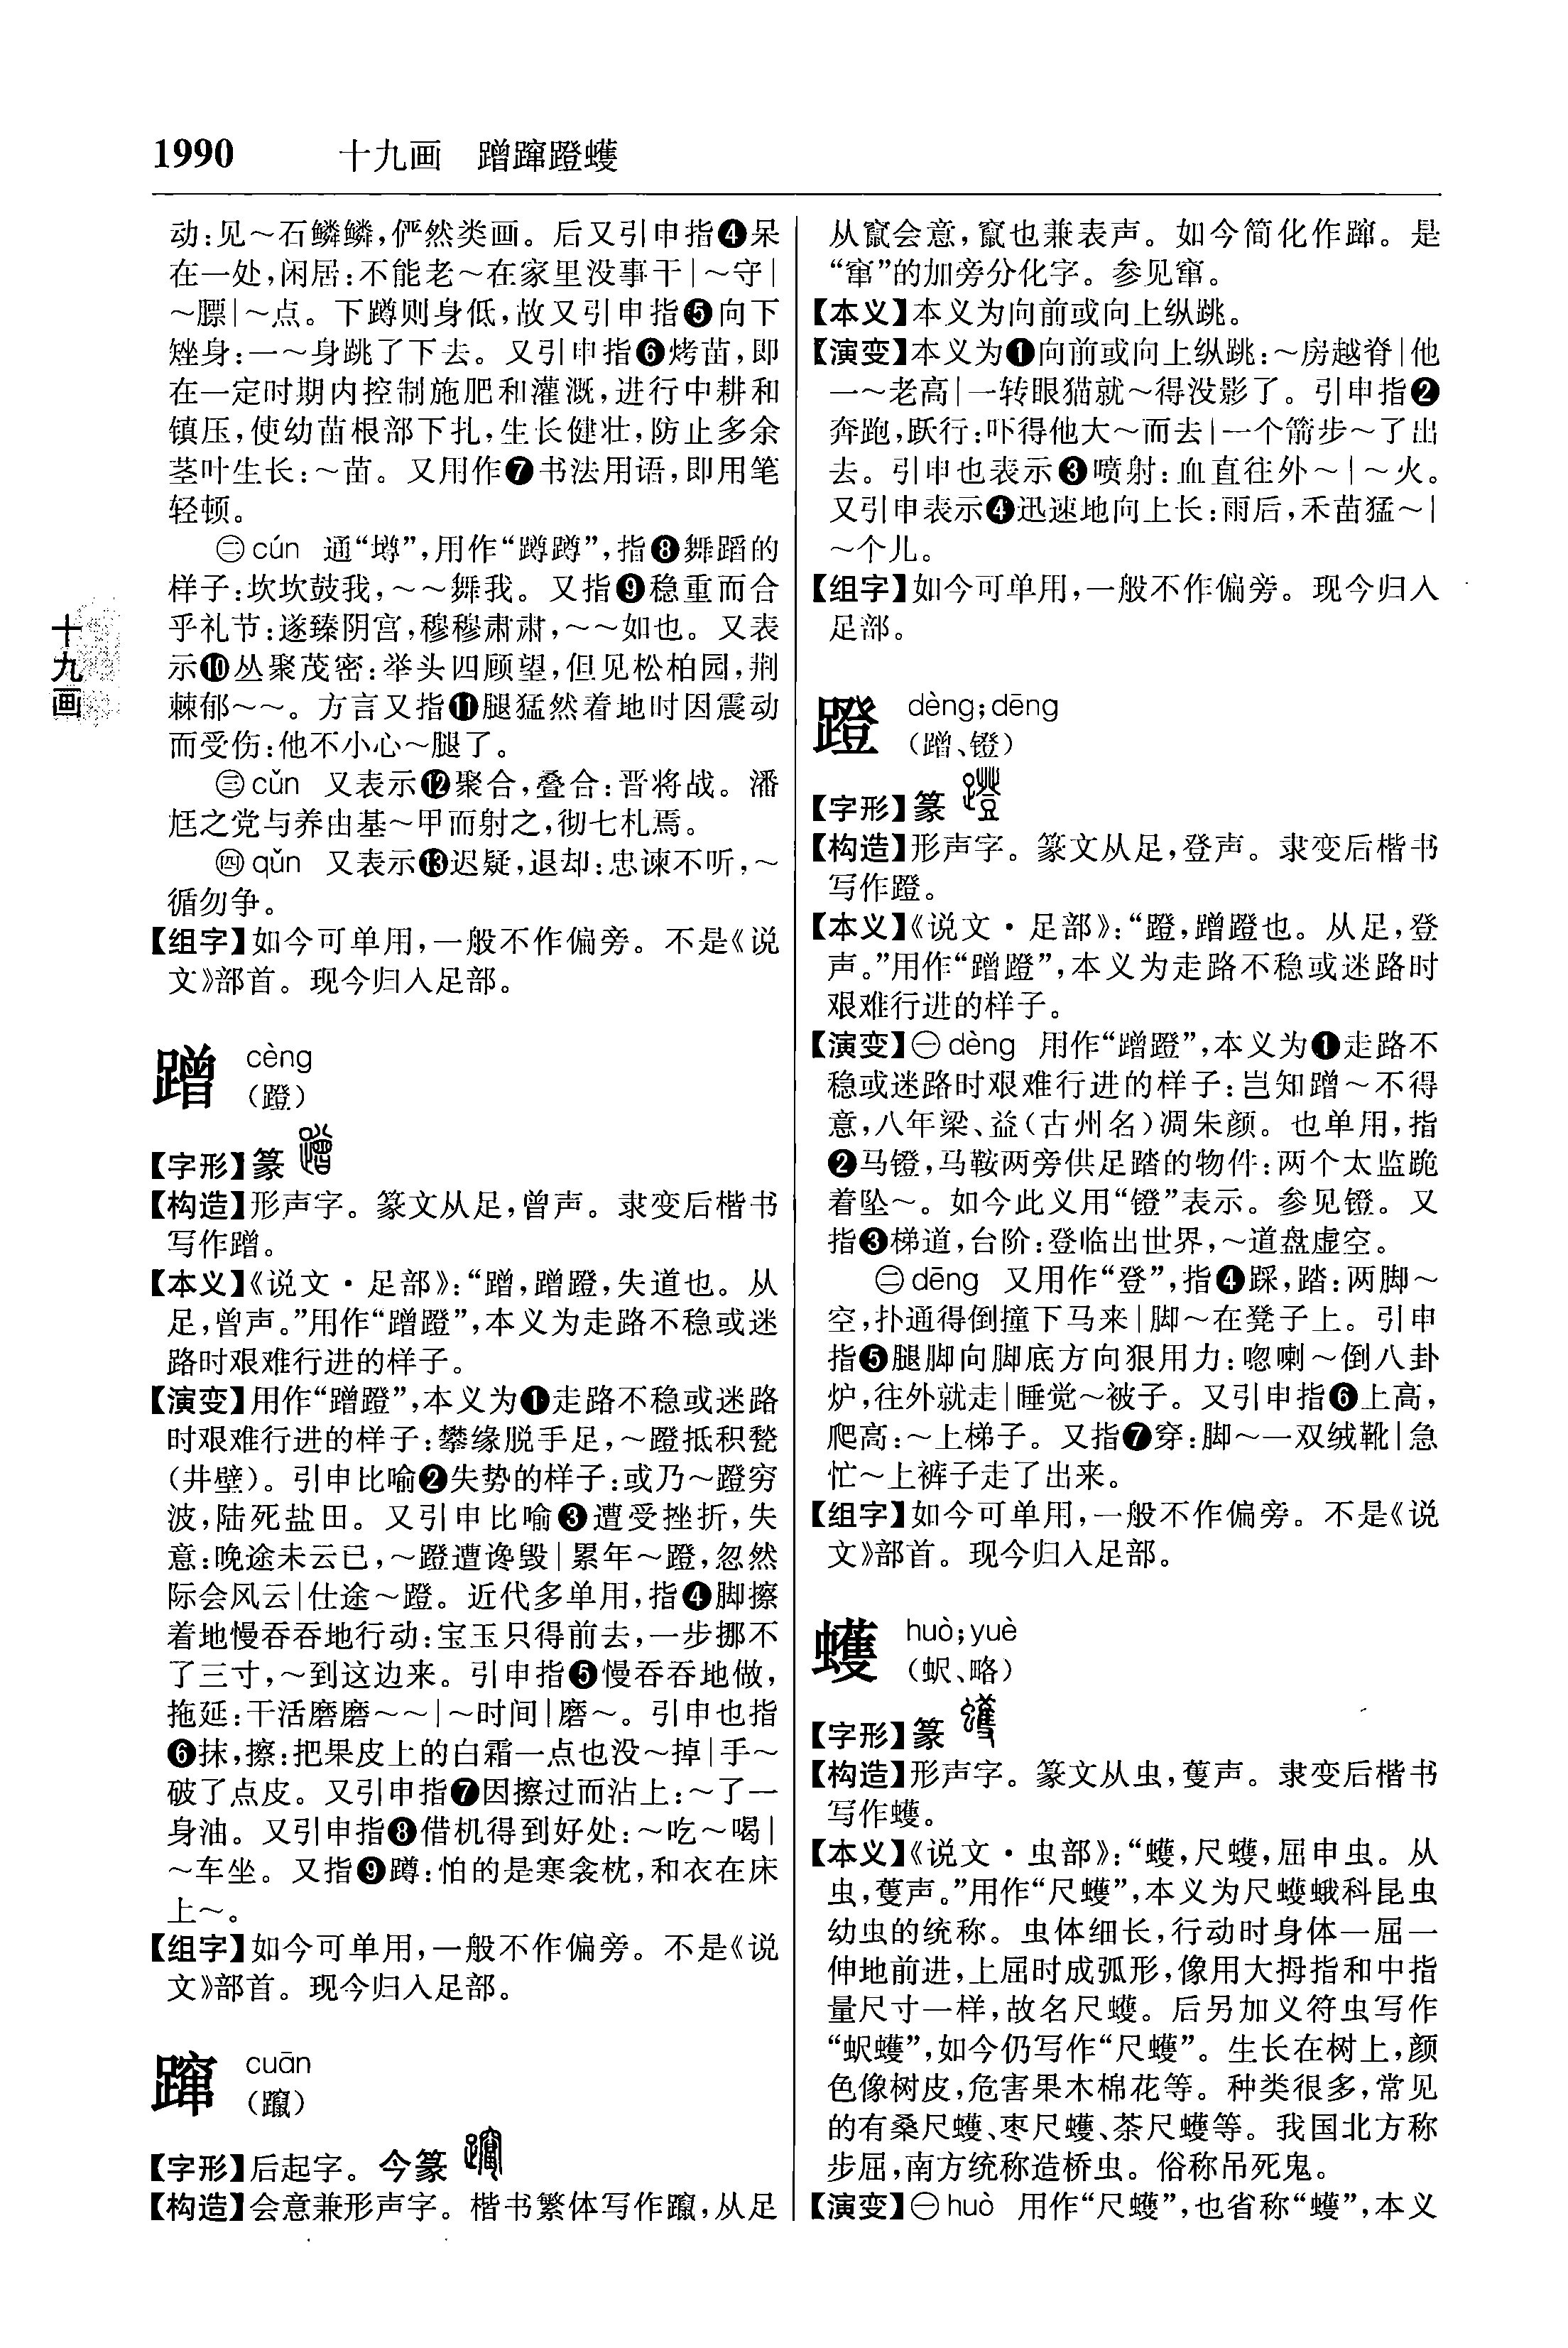 1990 十九画 蹭蹿蹬蠖
动:见～石鳞鳞,俨然类画。后又引申指❹呆
在一处,闲居:不能老～在家里没事干|～守|
～膘|～点。下蹲则身低,故又引申指❺向下
矬身:一～身跳了下去。又引申指❻烤苗,即
在一定时期内控制施肥和灌溉,进行中耕和
镇压,使幼苗根部下扎,生长健壮,防止多余
茎叶生长:～苗。又用作❼书法用语,即用笔
轻顿。
㊁cún 通“墫”,用作“蹲蹲”,指❽舞蹈的
样子:坎坎鼓我,～～舞我。又指❾稳重而合
乎礼节:遂臻阴宫,穆穆肃肃,～～如也。又表
示❿丛聚茂密:举头四顾望,但见松柏园,荆
棘郁～～。方言又指⓫腿猛然着地时因震动
而受伤:他不小心～腿了。
㊂cǔn 又表示⓬聚合,叠合:晋将战。潘
尪之党与养由基～甲而射之,彻七札焉。
㊃qǔn 又表示⓭迟疑,退却:忠谏不听,～
循勿争。
【组字】如今可单用,一般不作偏旁。不是《说
文》部首。现今归入足部。
蹭 cèng
(蹬)
【字形】篆
【构造】形声字。篆文从足,曾声。隶变后楷书
写作蹭。
【本义】《说文·足部》:“蹭,蹭蹬,失道也。从
足,曾声。”用作“蹭蹬”,本义为走路不稳或迷
路时艰难行进的样子。
【演变】用作“蹭蹬”,本义为❶走路不稳或迷路
时艰难行进的样子:攀缘脱手足,～蹬抵积甃
(井壁)。引申比喻❷失势的样子:或乃～蹬穷
波,陆死盐田。又引申比喻❸遭受挫折,失
意:晚途未云已,～蹬遭谗毁|累年～蹬,忽然
际会风云|仕途～蹬。近代多单用,指❹脚擦
着地慢吞吞地行动:宝玉只得前去,一步挪不
了三寸,～到这边来。引申指❺慢吞吞地做,
拖延:干活磨磨～～|～时间|磨～。引申也指
❻抹,擦:把果皮上的白霜一点也没～掉|手～
破了点皮。又引申指❼因擦过而沾上:～了一
身油。又引申指❽借机得到好处:～吃～喝|
～车坐。又指❾蹲:怕的是寒衾枕,和衣在床
上～。
【组字】如今可单用,一般不作偏旁。不是《说
文》部首。现今归入足部。
蹿 cuān
(躥)
【字形】后起字。今篆
【构造】会意兼形声字。楷书繁体写作躥,从足
从竄会意,竄也兼表声。如今简化作蹿。是
“窜”的加旁分化字。参见窜。
【本义】本义为向前或向上纵跳。
【演变】本义为❶向前或向上纵跳:～房越脊|他
一～老高|一转眼猫就～得没影了。引申指❷
奔跑,跃行:吓得他大～而去|一个箭步～了出
去。引申也表示❸喷射:血直往外～|～火。
又引申表示❹迅速地向上长:雨后,禾苗猛～|
～个儿。
【组字】如今可单用,一般不作偏旁。现今归入
足部。
蹬 dèng;dēng
(蹭、镫)
【字形】篆
【构造】形声字。篆文从足,登声。隶变后楷书
写作蹬。
【本义】《说文·足部》:“蹬,蹭蹬也。从足,登
声。”用作“蹭蹬”,本义为走路不稳或迷路时
艰难行进的样子。
【演变】㊀dèng 用作“蹭蹬”,本义为❶走路不
稳或迷路时艰难行进的样子:岂知蹭～不得
意,八年梁、益(古州名)凋朱颜。也单用,指
❷马镫,马鞍两旁供足踏的物件:两个太监跪
着坠～。如今此义用“镫”表示。参见镫。又
指❸梯道,台阶:登临出世界,～道盘虚空。
㊁dēng 又用作“登”,指❹踩,踏:两脚～
空,扑通得倒撞下马来|脚～在凳子上。引申
指❺腿脚向脚底方向狠用力:唿喇～倒八卦
炉,往外就走|睡觉～被子。又引申指❻上高,
爬高:～上梯子。又指❼穿:脚～一双绒靴|急
忙～上裤子走了出来。
【组字】如今可单用,一般不作偏旁。不是《说
文》部首。现今归入足部。
蠖 huò;yuè
(蚇、略)
【字形】篆
【构造】形声字。篆文从虫,蒦声。隶变后楷书
写作蠖。
【本义】《说文·虫部》:“蠖,尺蠖,屈申虫。从
虫,蒦声。”用作“尺蠖”,本义为尺蠖蛾科昆虫
幼虫的统称。虫体细长,行动时身体一屈一
伸地前进,上屈时成弧形,像用大拇指和中指
量尺寸一样,故名尺蠖。后另加义符虫写作
“蚇蠖”,如今仍写作“尺蠖”。生长在树上,颜
色像树皮,危害果木棉花等。种类很多,常见
的有桑尺蠖、枣尺蠖、茶尺蠖等。我国北方称
步屈,南方统称造桥虫。俗称吊死鬼。
【演变】㊀huò 用作“尺蠖”,也省称“蠖”,本义
十九画